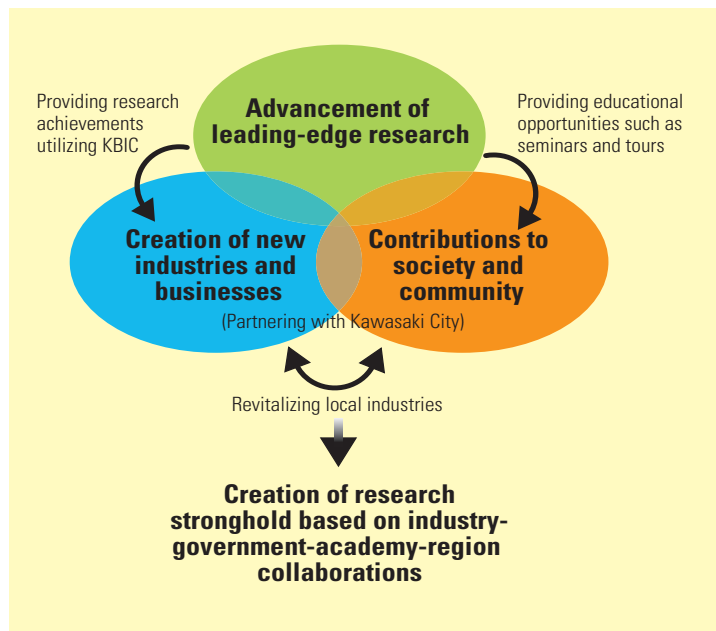 Advancement of
leading-edge research
Providing research
achievements
utilizing KBIC
Providing educational
opportunities such as
seminars and tours
Creation of new
industries and
businesses
Contributions to
society and
community
(Partnering with Kawasaki City)
Revitalizing local industries
Creation of research
stronghold based on industry-
government-academy-region
collaborations